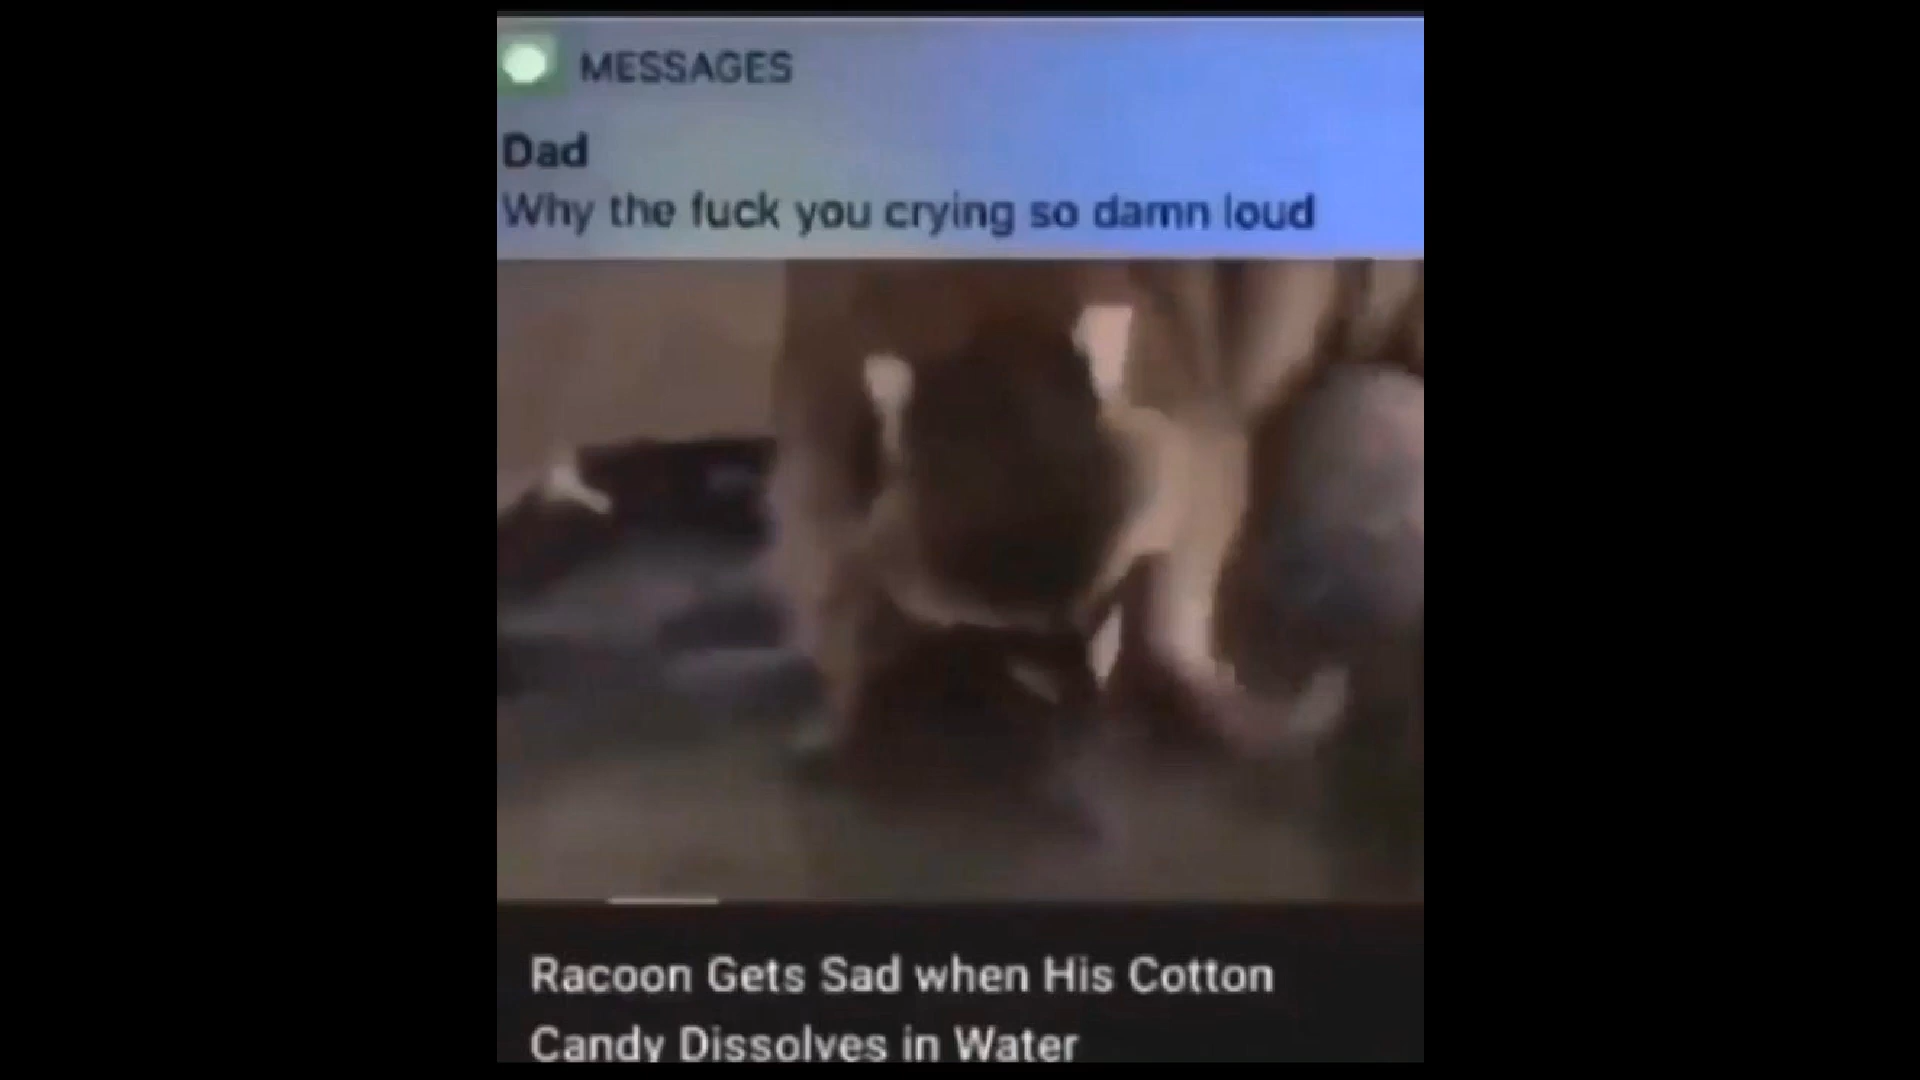 MESSAGES
Dad
Why the fuck you crying so damn loud
Racoon Gets Sad when His Cotton
Candy Dissolves in Water